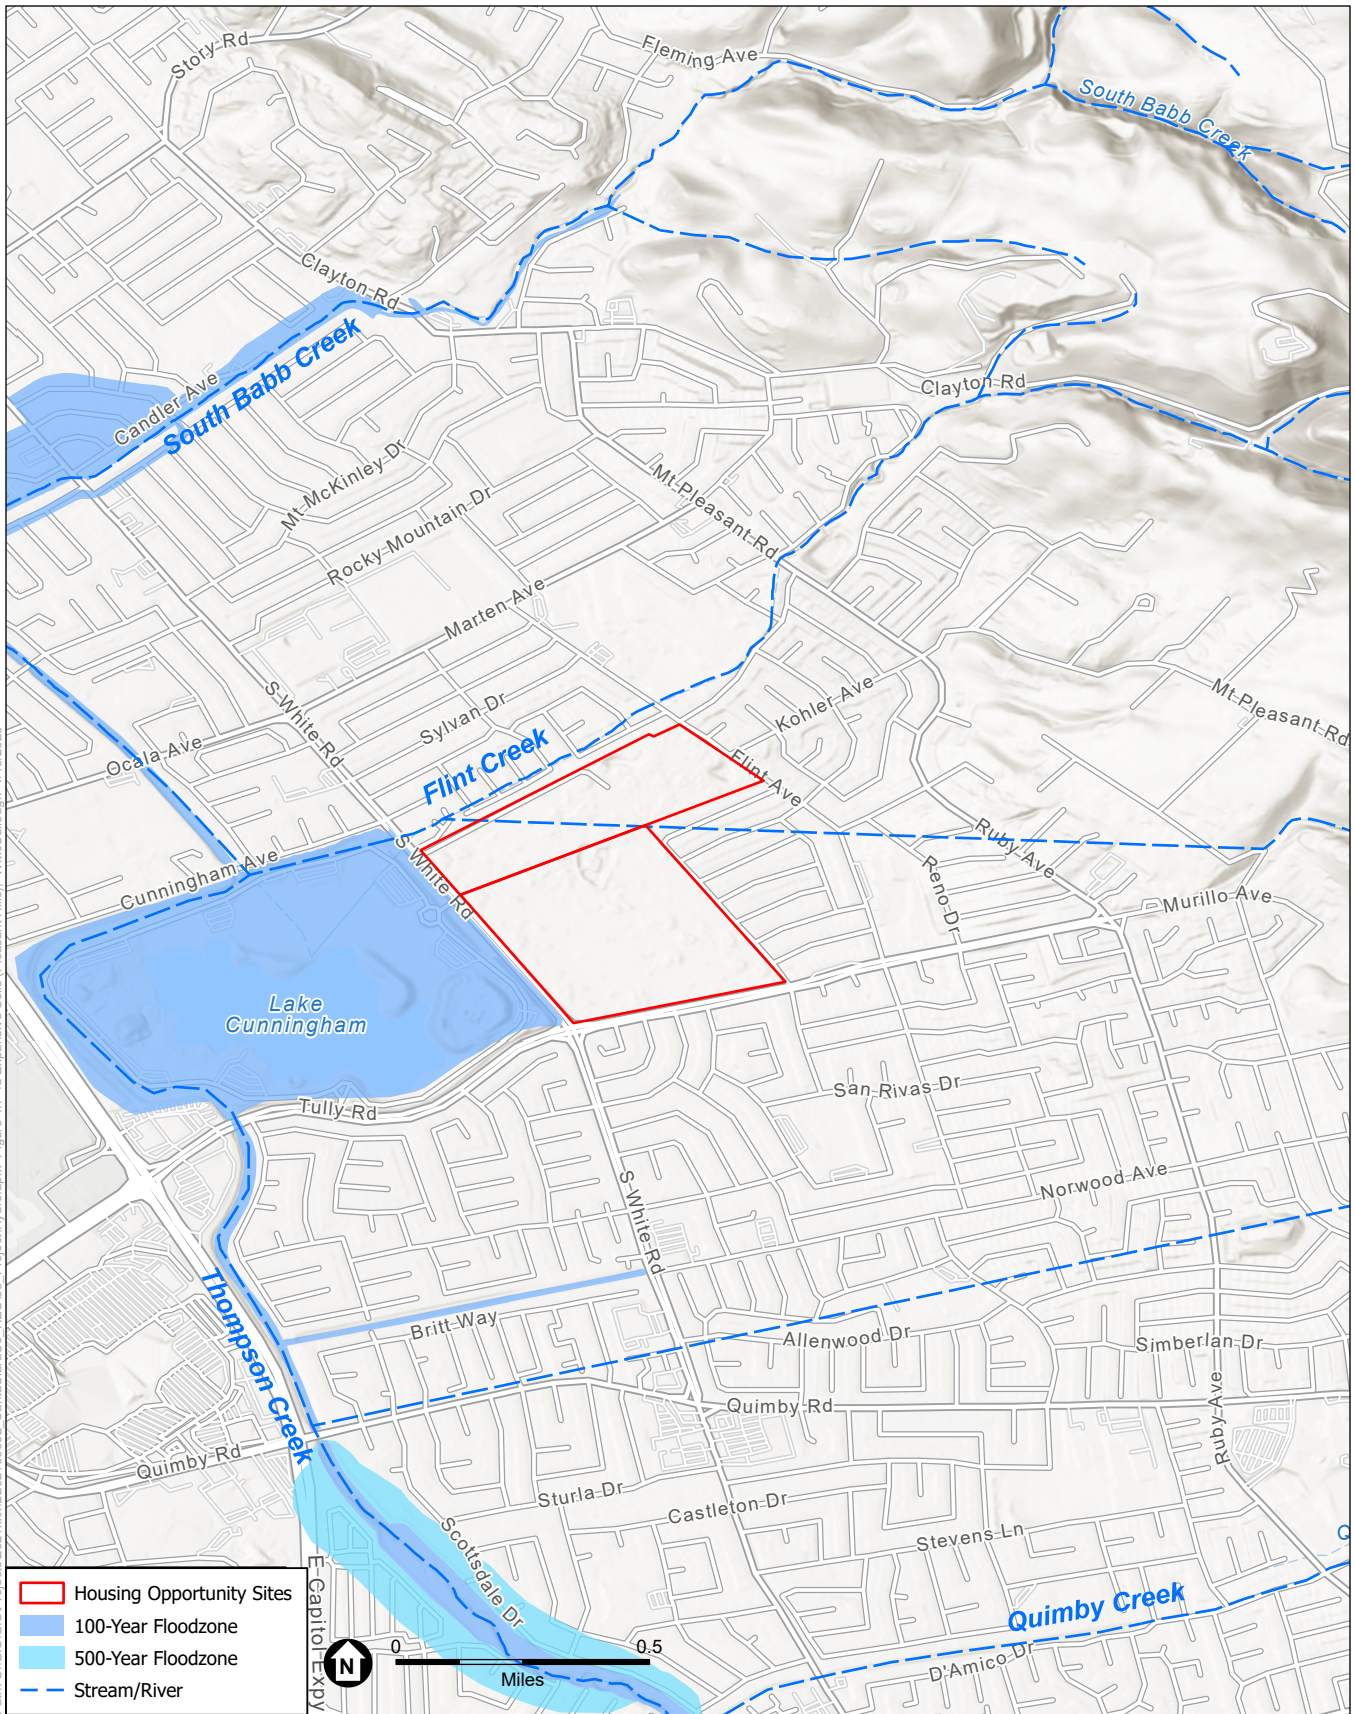 Story Rd
Fleming Ave
South Babb Creek
Clayton Rd
South Babb Creek
Candler Ave
Clayton Rd
Mt McKinley Dr
Rocky Mountain Dr
Mt Pleasant Rd
Marten Ave
S White Rd
Sylvan Dr
Kohler Ave
Mt Pleasant Rd
Ocala Ave
Flint Creek
Flint Ave
S White Rd
Cunningham Ave
Ruby Ave
Reno Dr
Murillo Ave
Lake
Cunningham
Tully Rd
San Rivas Dr
S White Rd
Norwood Ave
Thompson Creek
Britt Way
Allenwood Dr
Simberlan Dr
Quimby Rd
Ruby Ave
Quimby Rd
Sturla Dr
Castleton Dr
Scottsdale Dr
Stevens Ln
Q
Quimby Creek
D'Amico Dr
E Capitol Expy
Housing Opportunity Sites
100-Year Floodzone
500-Year Floodzone
Stream/River
N
0 0.5
Miles